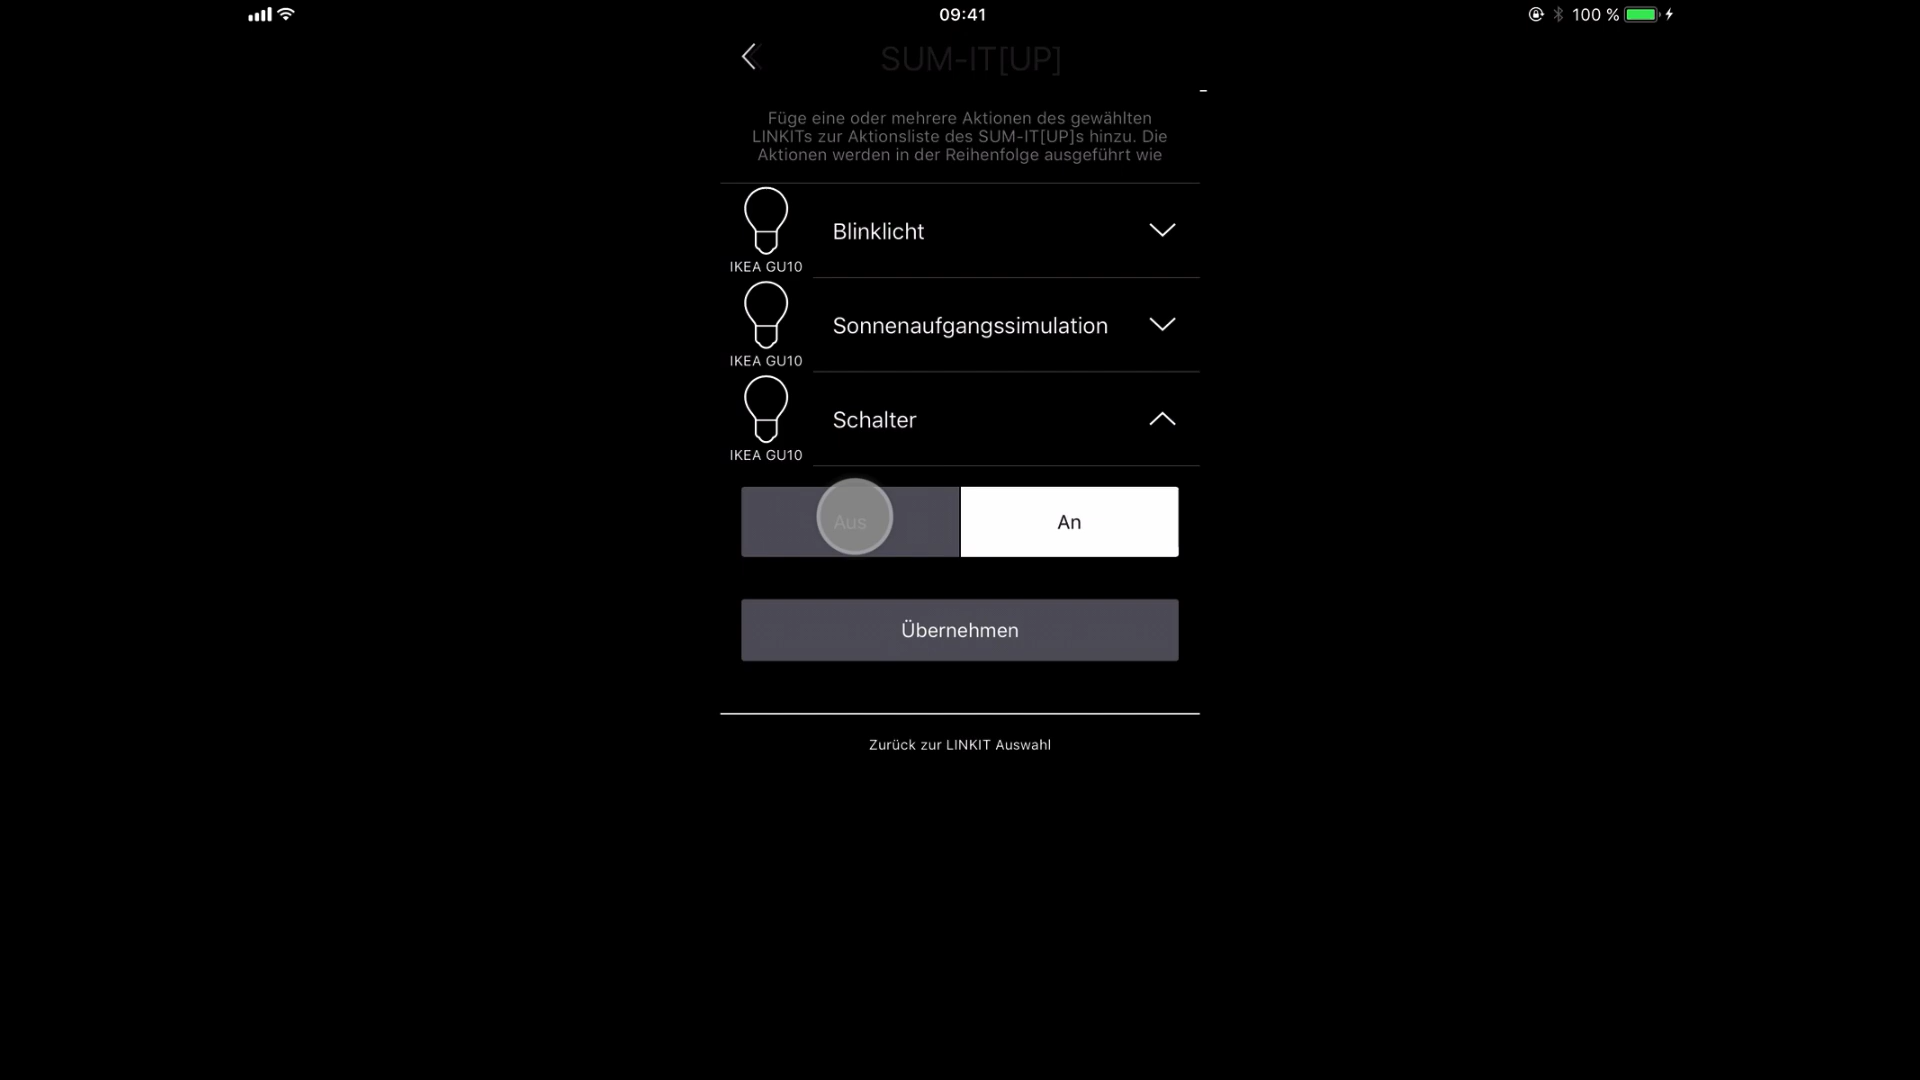 09:41
100 %
SUM-IT[UP]
Füge eine oder mehrere Aktionen des gewählten
LINKITs zur Aktionsliste des SUM-IT[UP]s hinzu. Die
Aktionen werden in der Reihenfolge ausgeführt wie
Blinklicht
IKEA GU10
Sonnenaufgangssimulation
IKEA GU10
Schalter
IKEA GU10
Aus
An
Übernehmen
Zurück zur LINKIT Auswahl